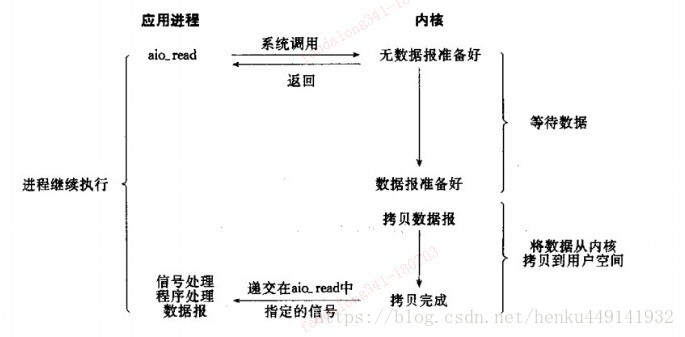 应用进程
内核
aio_read
系统调用
无数据报准备好
返回
等待数据
进程继续执行
数据报准备好
拷贝数据报
将数据从内核
拷贝到用户空间
信号处理
程序处理
数据报
递交在aio_read中
指定的信号
拷贝完成
https://blog.csdn.net/henku449141932